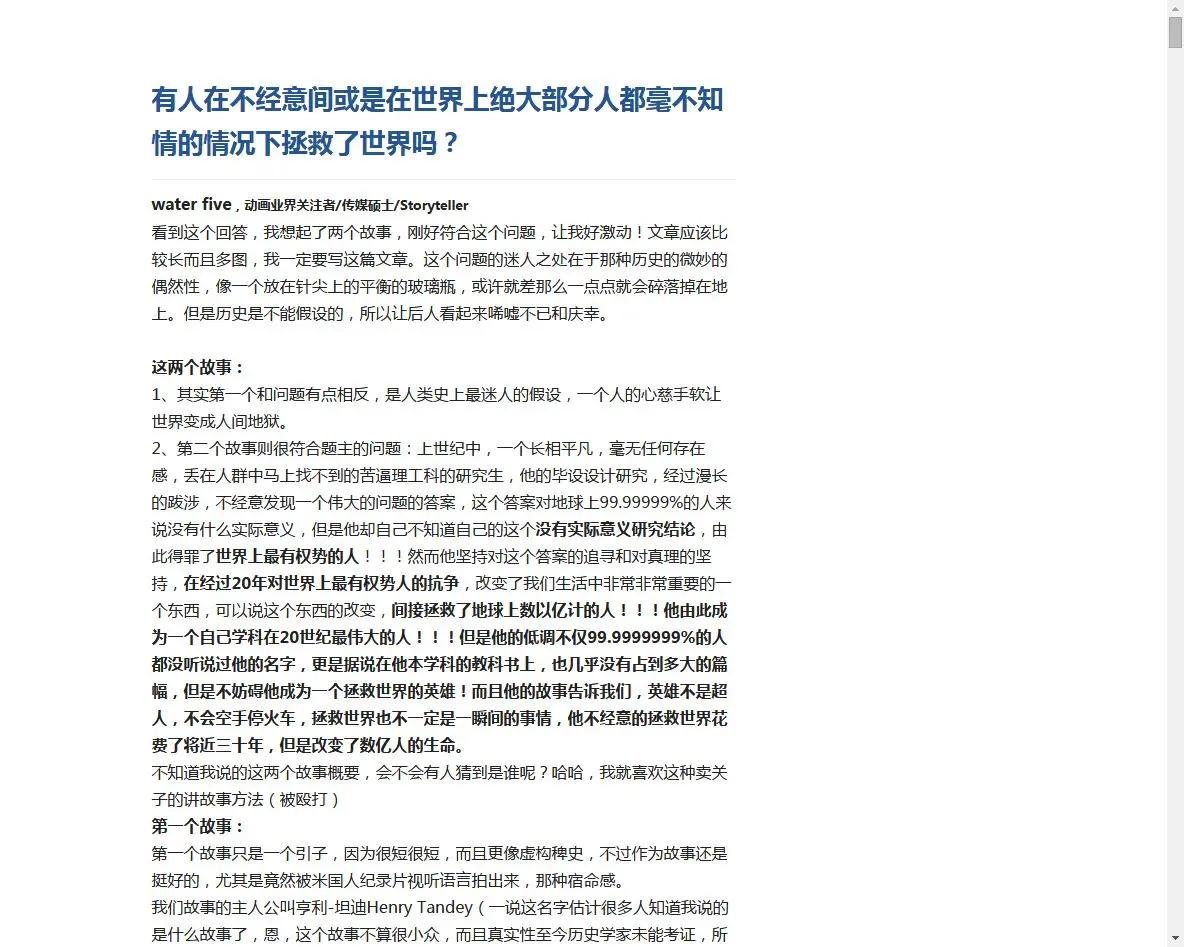 有人在不经意间或是在世界上绝大部分人都毫不知
情的情况下拯救了世界吗？
water five，动画业界关注者/传媒硕士/Storyteller
看到这个回答，我想起了两个故事，刚好符合这个问题，让我好激动！文章应该比
较长而且多图，我一定要写这篇文章。这个问题的迷人之处在于那种历史的微妙的
偶然性，像一个放在针尖上的平衡的玻璃瓶，或许就差那么一点点就会碎落掉在地
上。但是历史是不能假设的，所以让后人看起来唏嘘不已和庆幸。
这两个故事：
1、其实第一个和问题有点相反，是人类史上最迷人的假设，一个人的心慈手软让
世界变成人间地狱。
2、第二个故事则很符合题主的问题：上世纪中，一个长相平凡，毫无任何存在
感，丢在人群中马上找不到的苦逼理工科的研究生，他的毕设设计研究，经过漫长
的跋涉，不经意发现一个伟大的问题的答案，这个答案对地球上99.99999%的人来
说没有什么实际意义，但是他却自己不知道自己的这个没有实际意义研究结论，由
此得罪了世界上最有权势的人！！！然而他坚持对这个答案的追寻和对真理的坚
持，在经过20年对世界上最有权势人的抗争，改变了我们生活中非常非常重要的一
个东西，可以说这个东西的改变，间接拯救了地球上数以亿计的人！！！他由此成
为一个自己学科在20世纪最伟大的人！！！但是他的低调不仅99.9999999%的人
都没听说过他的名字，更是据说在他本学科的教科书上，也几乎没有占到多大的篇
幅，但是不妨碍他成为一个拯救世界的英雄！而且他的故事告诉我们，英雄不是超
人，不会空手停火车，拯救世界也不一定是一瞬间的事情，他不经意的拯救世界花
费了将近三十年，但是改变了数亿人的生命。
不知道我说的这两个故事概要，会不会有人猜到是谁呢？哈哈，我就喜欢这种卖关
子的讲故事方法（被殴打）
第一个故事：
第一个故事只是一个引子，因为很短很短，而且更像虚构稗史，不过作为故事还是
挺好的，尤其是竟然被米国人纪录片视听语言拍出来，那种宿命感。
我们故事的主人公叫亨利-坦迪Henry Tandey（一说这名字估计很多人知道我说的
是什么故事了，恩，这个故事不算很小众，而且真实性至今历史学家未能考证，所